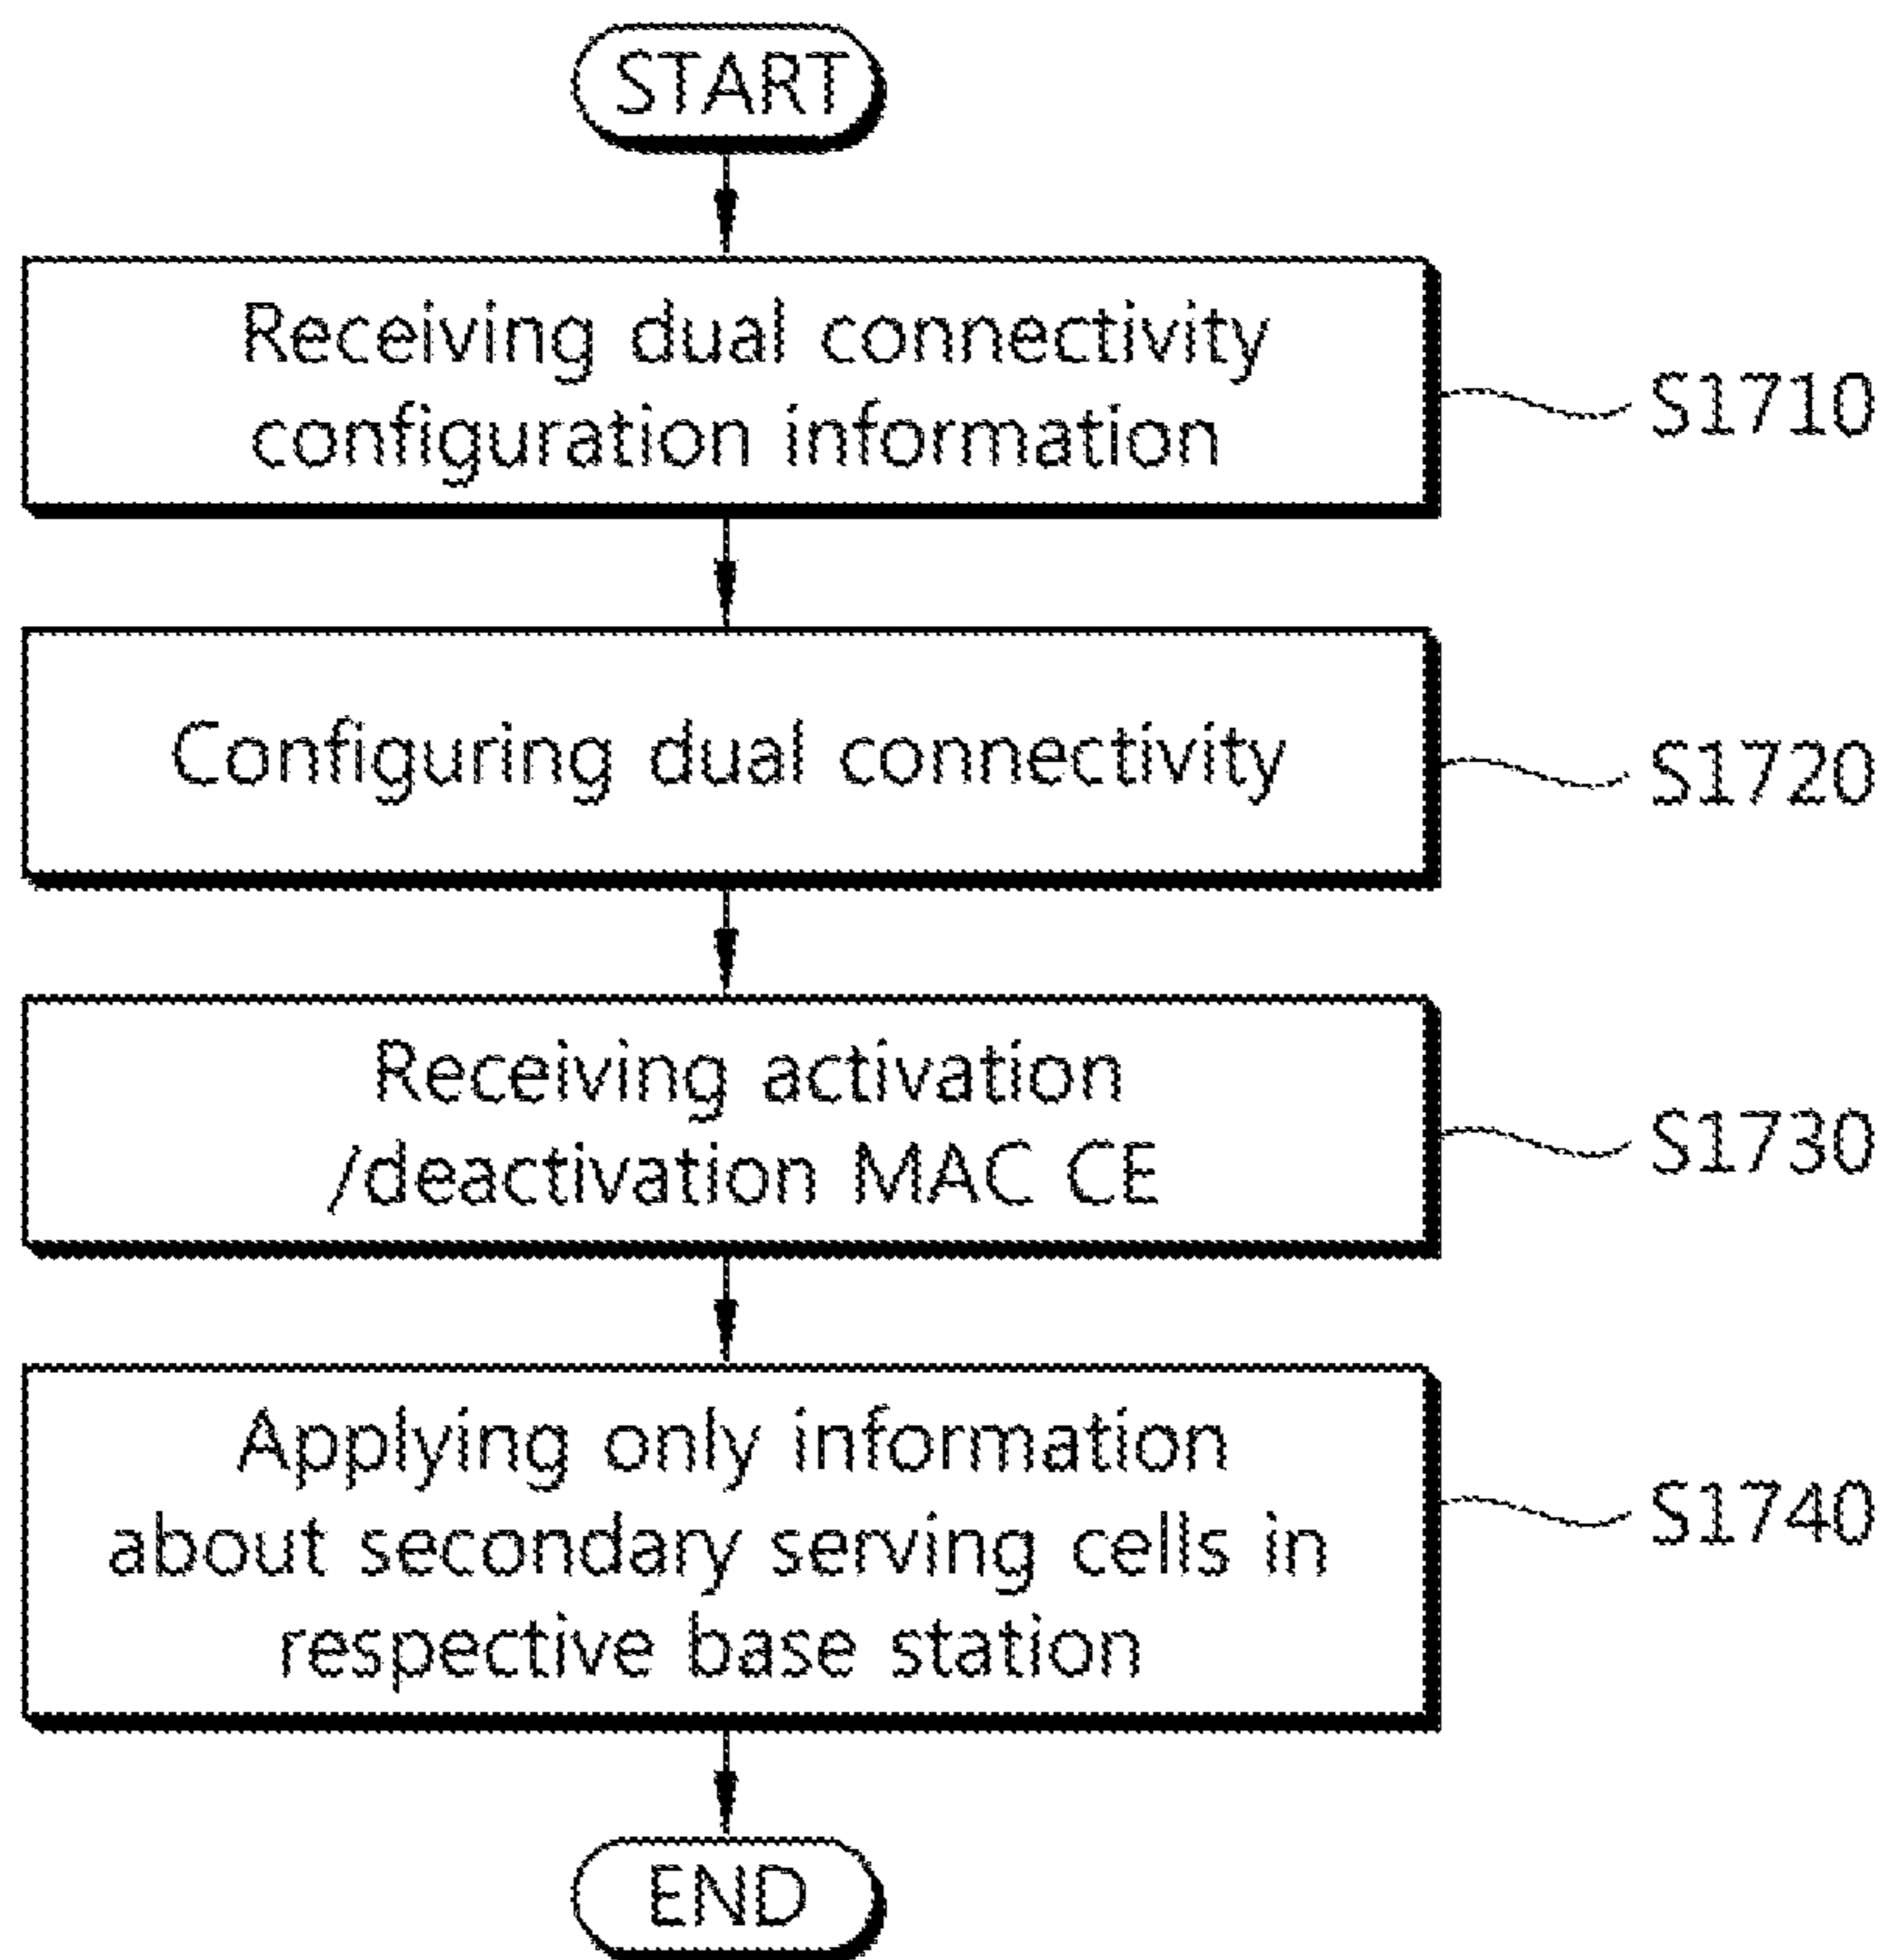 START
Receiving dual connectivity
configuration information
S1710
Configuring dual connectivity
S1720
Receiving activation
/deactivation MAC CE
S1730
Applying only information
about secondary serving cells in
respective base station
S1740
END